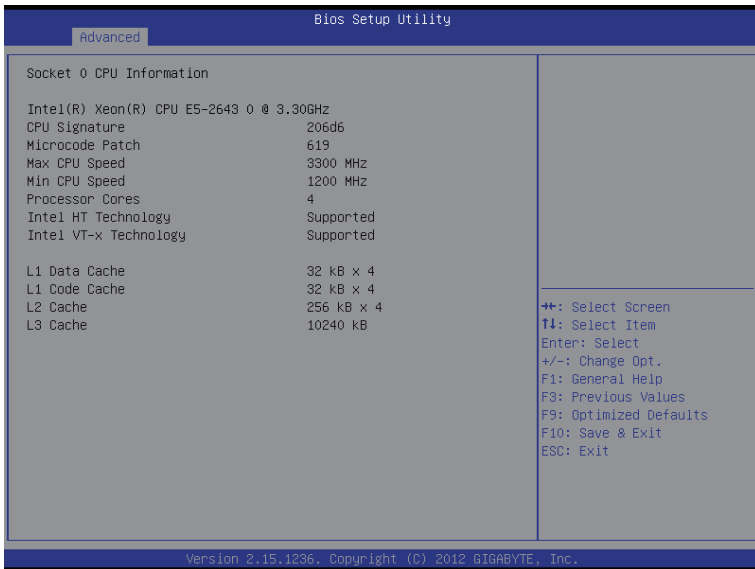 Bios Setup Utility
Advanced
Socket 0 CPU Information
Intel(R) Xeon(R) CPU E5-2643 0 @ 3.30GHz
CPU Signature 206d6
Microcode Patch 619
Max CPU Speed 3300 MHz
Min CPU Speed 1200 MHz
Processor Cores 4
Intel HT Technology Supported
Intel VT-x Technology Supported
L1 Data Cache 32 kB x 4
L1 Code Cache 32 kB x 4
L2 Cache 256 kB x 4
L3 Cache 10240 kB
→←: Select Screen
↑↓: Select Item
Enter: Select
+/-: Change Opt.
F1: General Help
F3: Previous Values
F9: Optimized Defaults
F10: Save & Exit
ESC: Exit
Version 2.15.1236. Copyright (C) 2012 GIGABYTE, Inc.